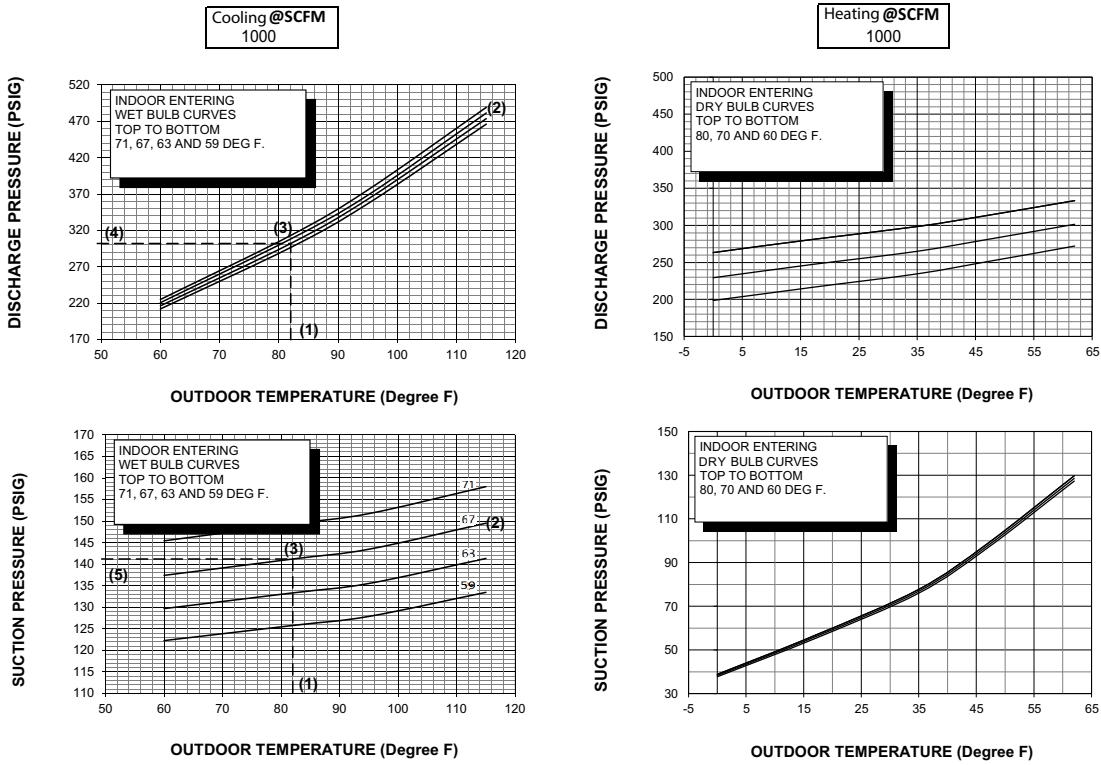 Cooling @SCFM
1000
Heating @SCFM
1000
DISCHARGE PRESSURE (PSIG)
520
470
420
370
320
270
220
170
INDOOR ENTERING
WET BULB CURVES
TOP TO BOTTOM
71, 67, 63 AND 59 DEG F.
(2)
(3)
(4)
(1)
50 60 70 80 90 100 110 120
OUTDOOR TEMPERATURE (Degree F)
DISCHARGE PRESSURE (PSIG)
500
450
400
350
300
250
200
150
INDOOR ENTERING
DRY BULB CURVES
TOP TO BOTTOM
80, 70 AND 60 DEG F.
-5 5 15 25 35 45 55 65
OUTDOOR TEMPERATURE (Degree F)
SUCTION PRESSURE (PSIG)
170
165
160
155
150
145
140
135
130
125
120
115
110
INDOOR ENTERING
WET BULB CURVES
TOP TO BOTTOM
71, 67, 63 AND 59 DEG F.
71
67
(2)
(3)
63
(5)
59
(1)
50 60 70 80 90 100 110 120
OUTDOOR TEMPERATURE (Degree F)
SUCTION PRESSURE (PSIG)
150
130
110
90
70
50
30
INDOOR ENTERING
DRY BULB CURVES
TOP TO BOTTOM
80, 70 AND 60 DEG F.
-5 5 15 25 35 45 55 65
OUTDOOR TEMPERATURE (Degree F)